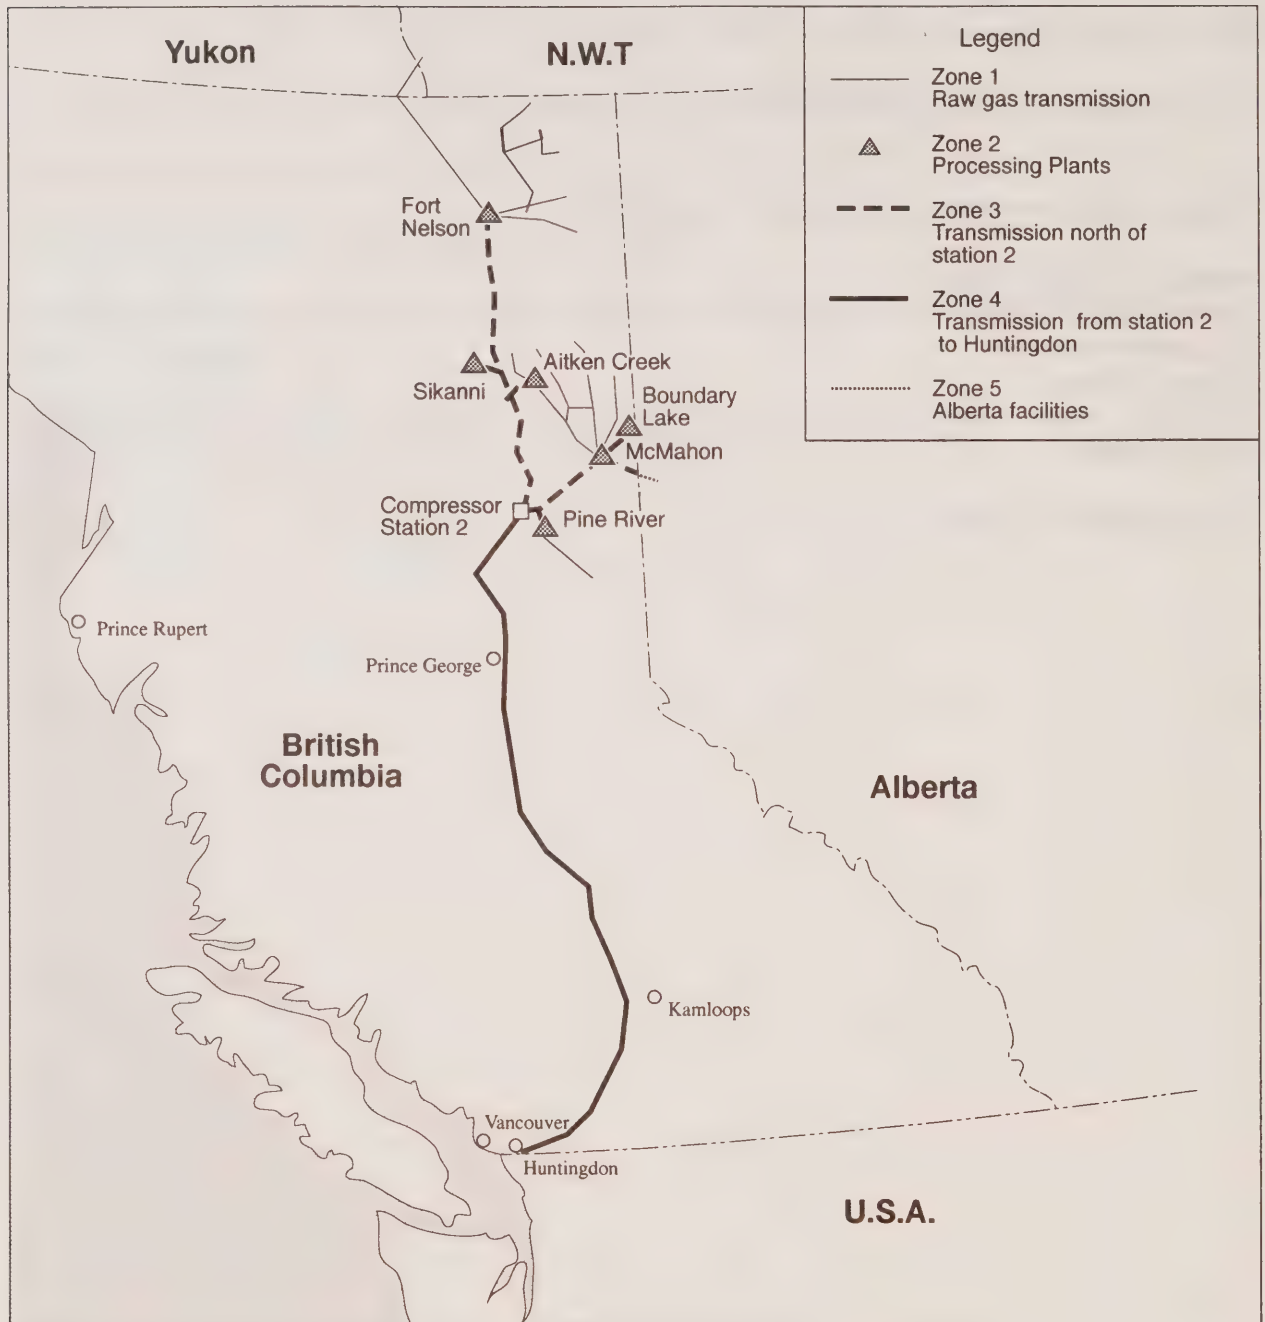 Yukon
N.W.T
Legend
Zone 1
Raw gas transmission
Zone 2
Processing Plants
Zone 3
Transmission north of
station 2
Zone 4
Transmission from station 2
to Huntingdon
Zone 5
Alberta facilities
Fort
Nelson
Sikanni
Aitken Creek
Boundary
Lake
McMahon
Compressor
Station 2
Pine River
Prince Rupert
Prince George
British
Columbia
Alberta
Kamloops
Vancouver
Huntingdon
U.S.A.